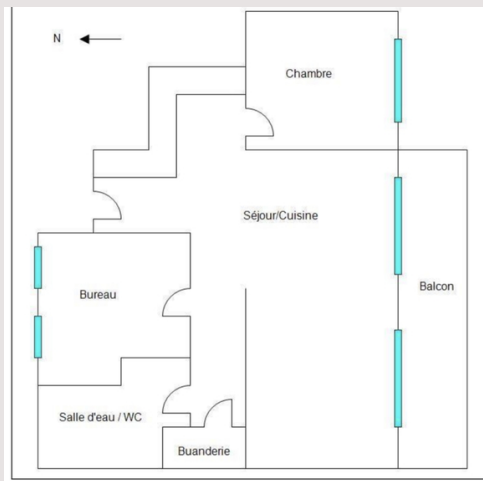 N
Chambre
Séjour/Cuisine
Bureau
Balcon
Salle d'eau / WC
Buanderie